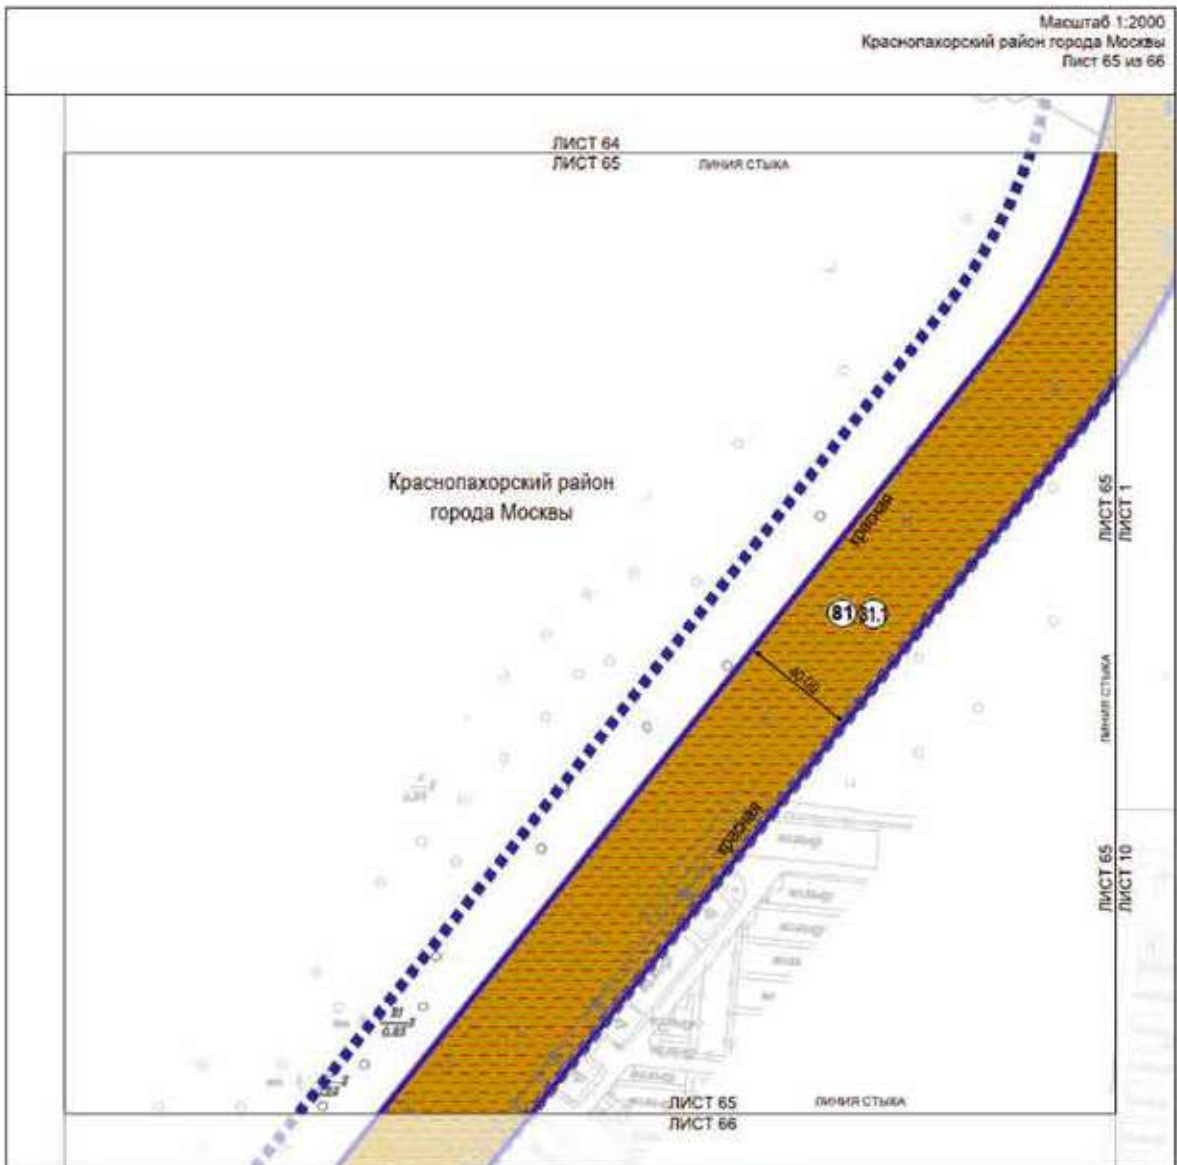 Масштаб 1:2000
Краснопахорский район города Москвы
Лист 65 из 66
ЛИСТ 64
ЛИСТ 65
ЛИНИЯ СТЫКА
Краснопахорский район
города Москвы
красная
ЛИСТ 65
ЛИСТ 1
81
ЛИНИЯ СТЫКА
красная
ЛИСТ 65
ЛИСТ 10
ЛИСТ 65
ЛИНИЯ СТЫКА
ЛИСТ 66